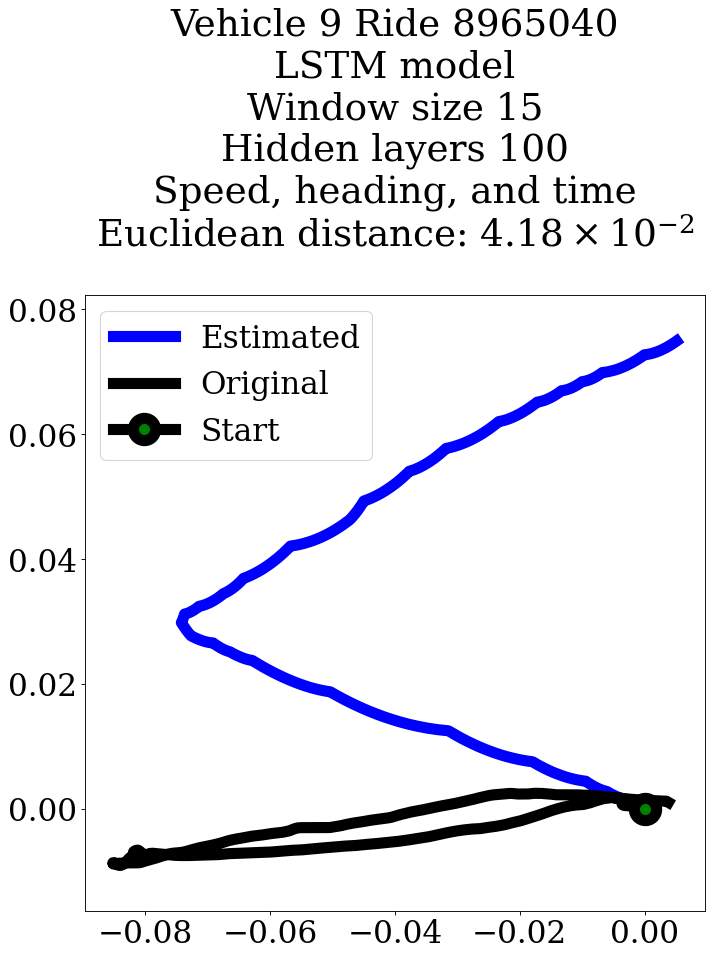 Vehicle 9 Ride 8965040
LSTM model
Window size 15
Hidden layers 100
Speed, heading, and time
Euclidean distance: 4.18 × 10⁻²
Estimated
Original
Start
0.08
0.06
0.04
0.02
0.00
−0.08 −0.06 −0.04 −0.02 0.00